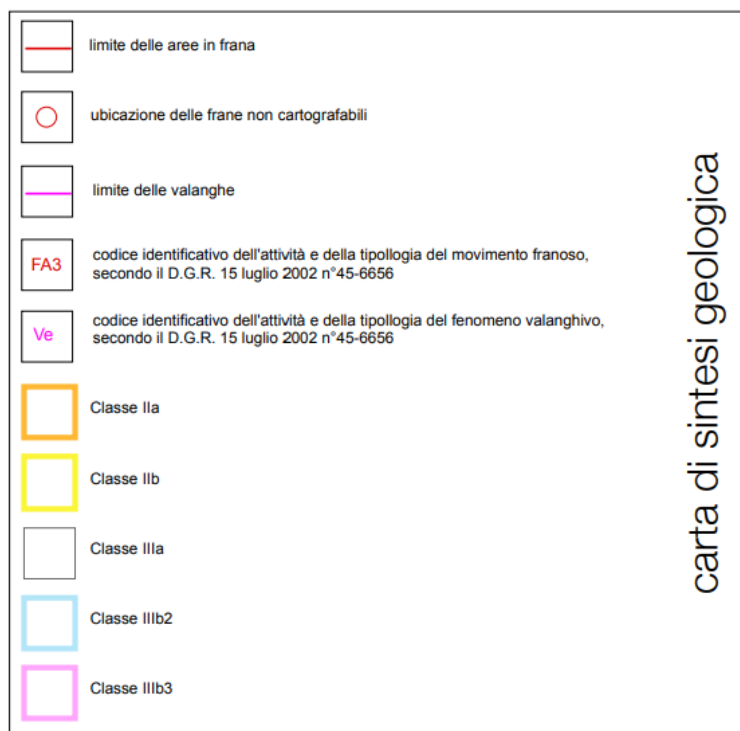 limite delle aree in frana
ubicazione delle frane non cartografabili
limite delle valanghe
FA3
codice identificativo dell'attività e della tipollogia del movimento franoso,
secondo il D.G.R. 15 luglio 2002 n°45-6656
Ve
codice identificativo dell'attività e della tipollogia del fenomeno valanghivo,
secondo il D.G.R. 15 luglio 2002 n°45-6656
Classe IIa
Classe IIb
Classe IIIa
Classe IIIb2
Classe IIIb3
carta di sintesi geologica